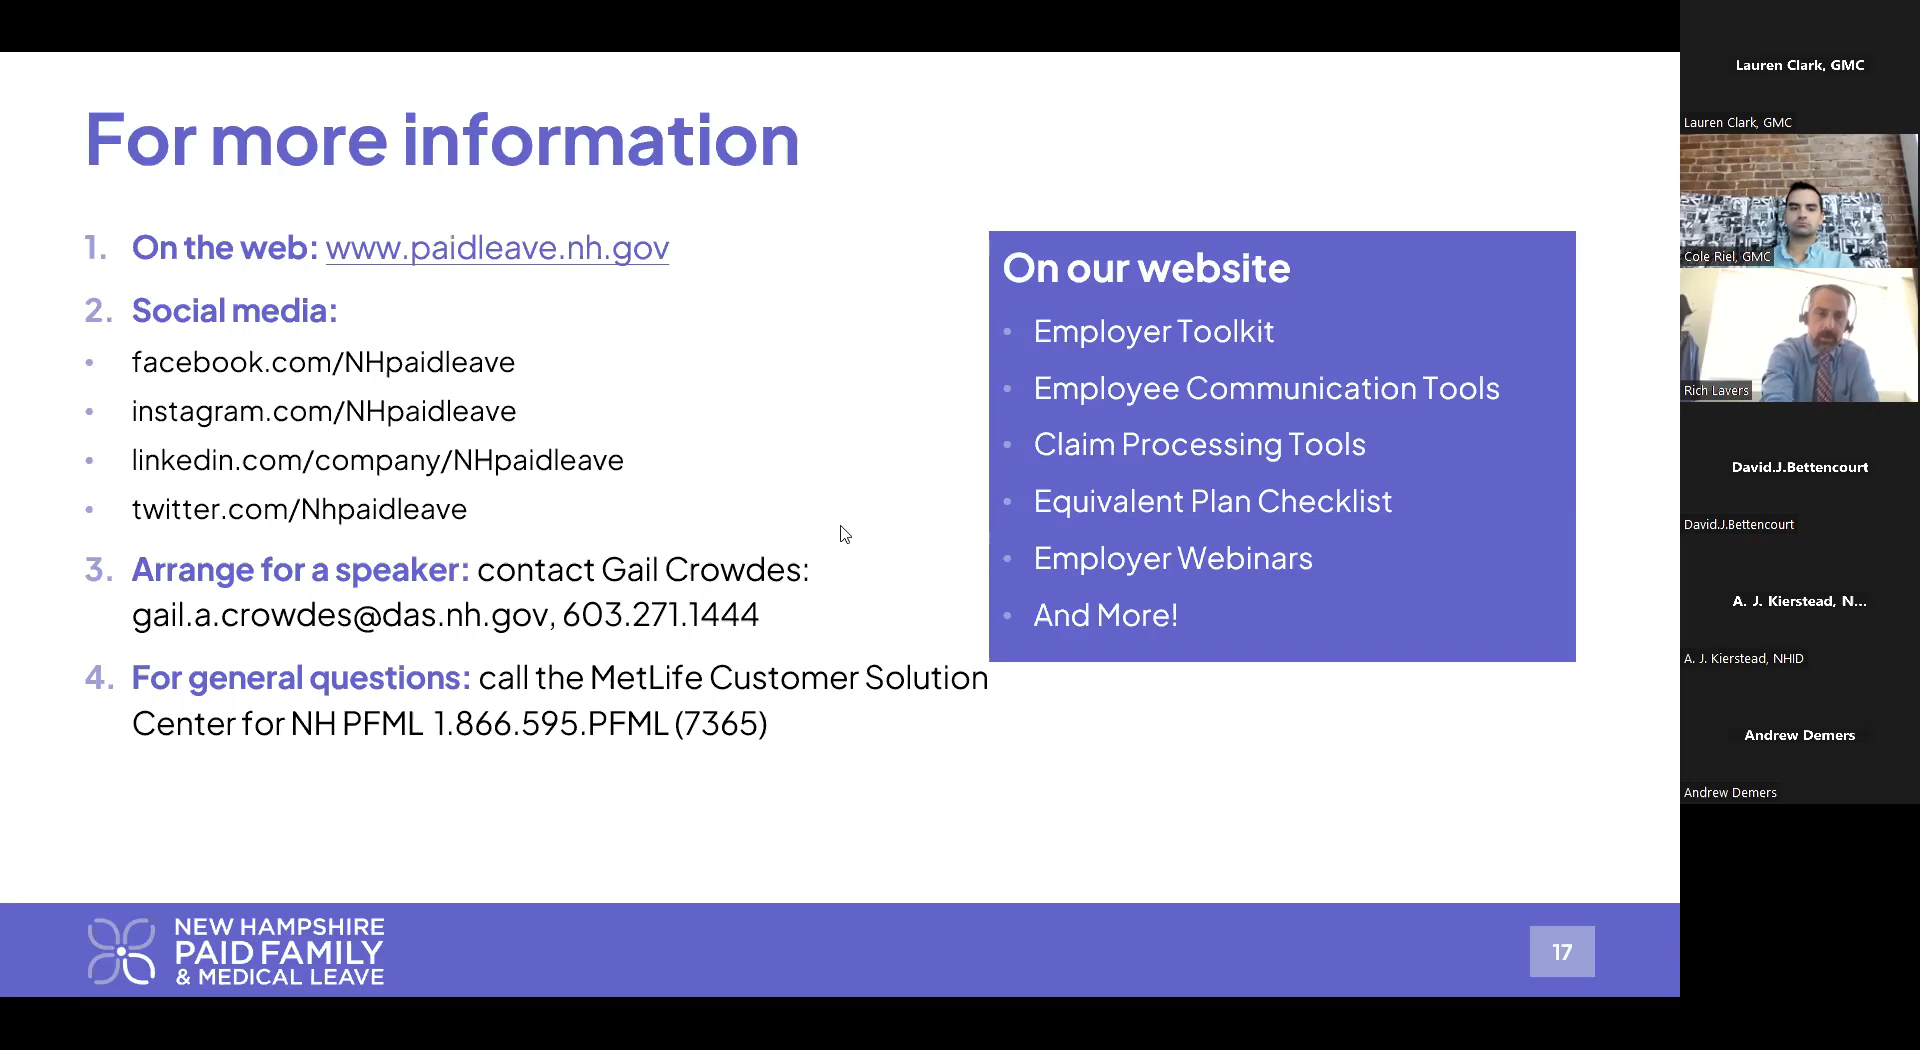 For more information
1. On the web: www.paidleave.nh.gov
2. Social media:
• facebook.com/NHpaidleave
• instagram.com/NHpaidleave
• linkedin.com/company/NHpaidleave
• twitter.com/Nhpaidleave
3. Arrange for a speaker: contact Gail Crowdes:
gail.a.crowdes@das.nh.gov, 603.271.1444
4. For general questions: call the MetLife Customer Solution
Center for NH PFML 1.866.595.PFML (7365)
On our website
• Employer Toolkit
• Employee Communication Tools
• Claim Processing Tools
• Equivalent Plan Checklist
• Employer Webinars
• And More!
NEW HAMPSHIRE
PAID FAMILY
& MEDICAL LEAVE
17
Lauren Clark, GMC
Lauren Clark, GMC
Cole Riel, GMC
Rich Lavers
David.J.Bettencourt
David.J.Bettencourt
A. J. Kierstead, N...
A. J. Kierstead, NHID
Andrew Demers
Andrew Demers